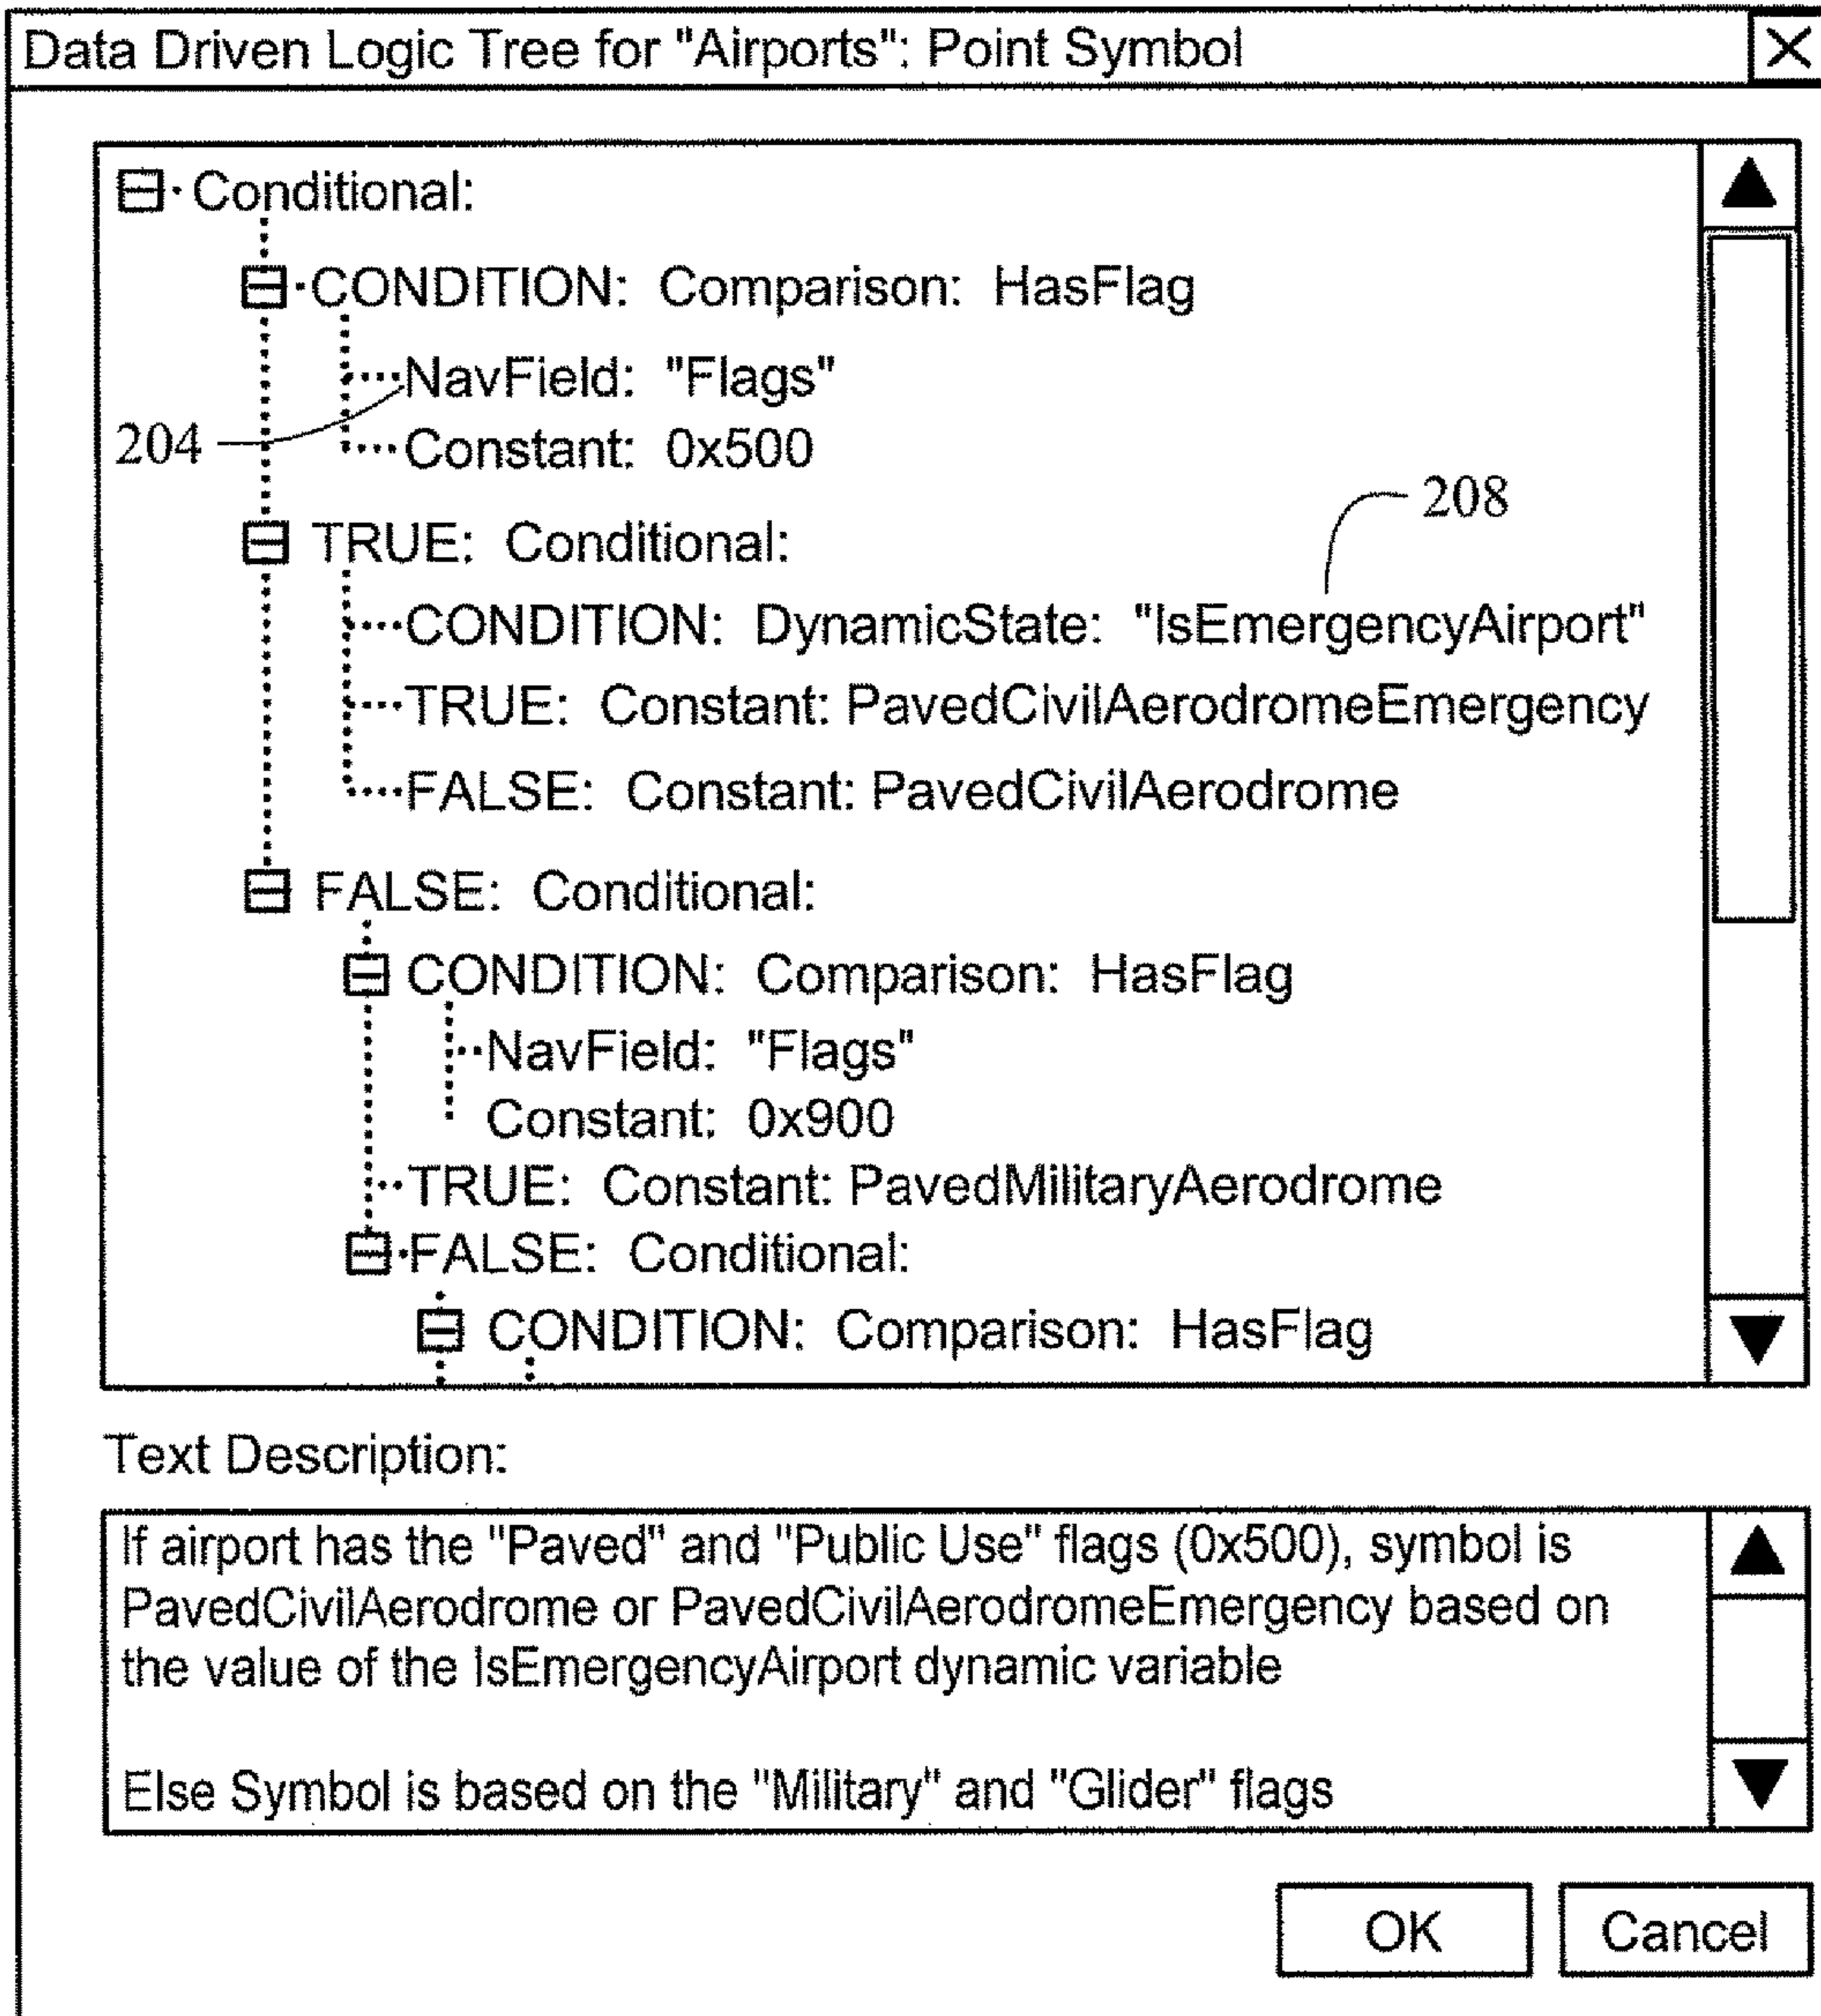 Data Driven Logic Tree for "Airports": Point Symbol
Conditional:
CONDITION: Comparison: HasFlag
NavField: "Flags"
204
Constant: 0x500
208
TRUE: Conditional:
CONDITION: DynamicState: "IsEmergencyAirport"
TRUE: Constant: PavedCivilAerodromeEmergency
FALSE: Constant: PavedCivilAerodrome
FALSE: Conditional:
CONDITION: Comparison: HasFlag
NavField: "Flags"
Constant: 0x900
TRUE: Constant: PavedMilitaryAerodrome
FALSE: Conditional:
CONDITION: Comparison: HasFlag
Text Description:
If airport has the "Paved" and "Public Use" flags (0x500), symbol is
PavedCivilAerodrome or PavedCivilAerodromeEmergency based on
the value of the IsEmergencyAirport dynamic variable
Else Symbol is based on the "Military" and "Glider" flags
OK
Cancel